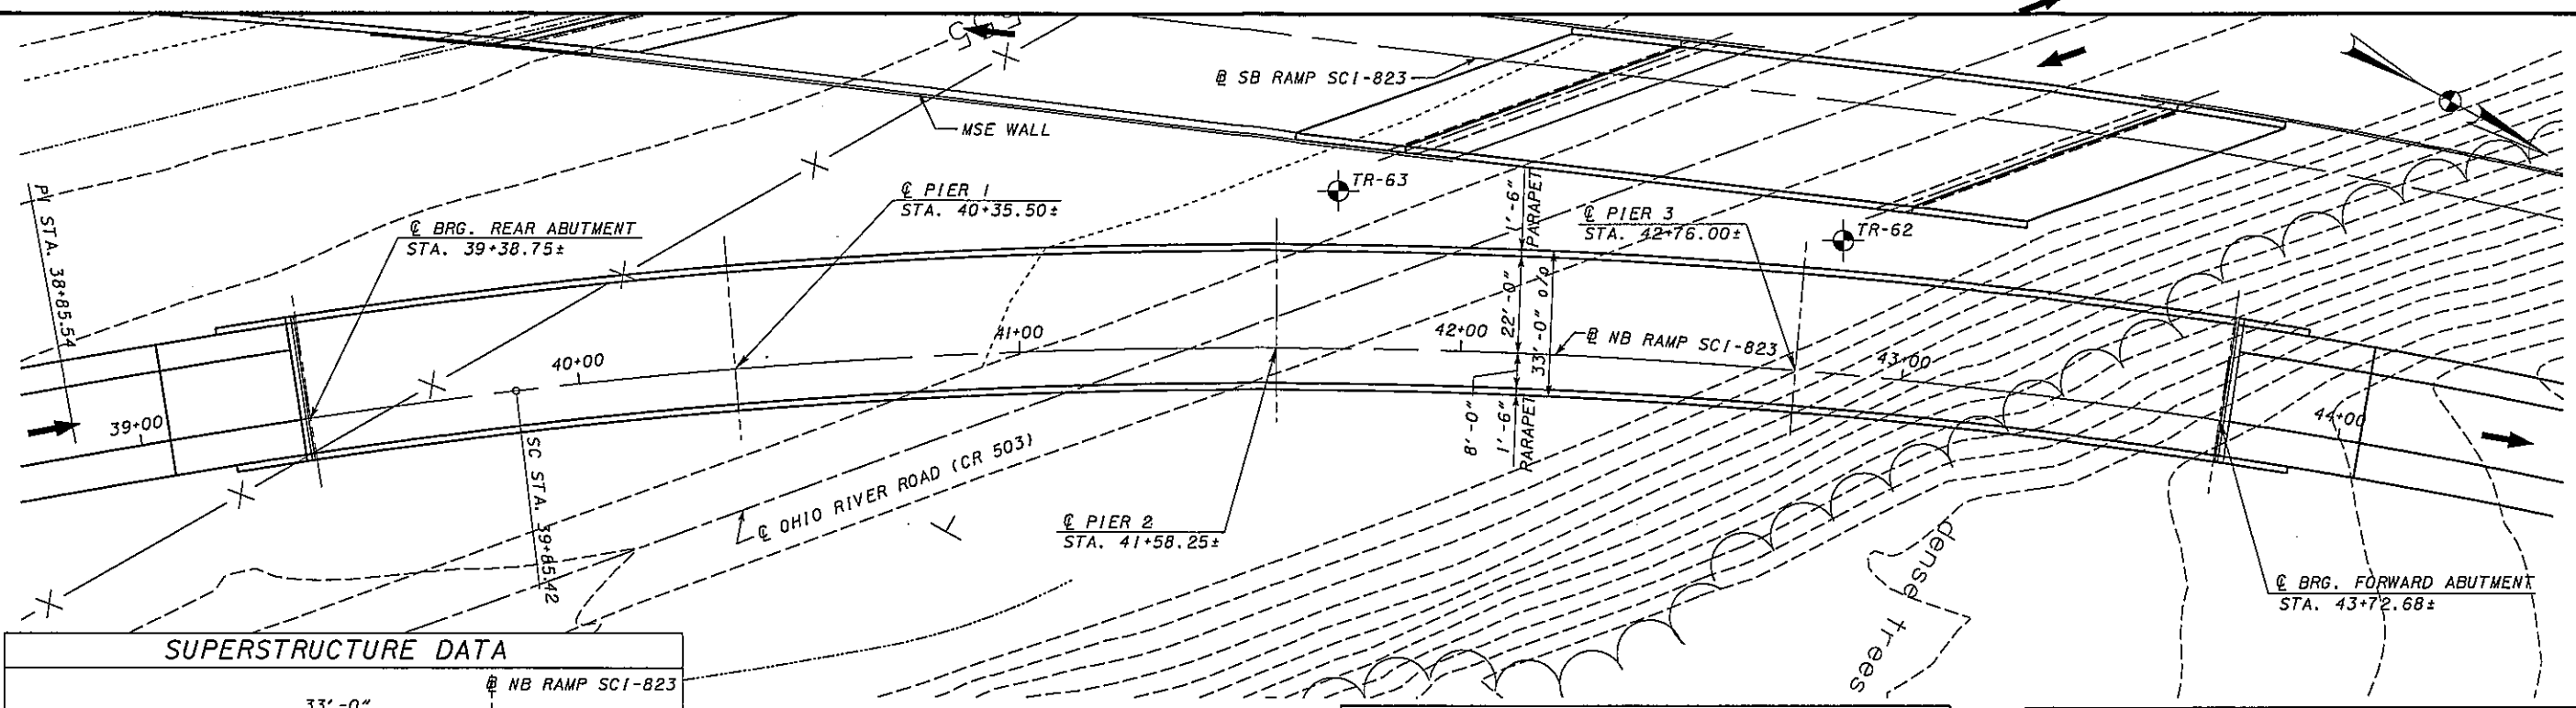 ℄ SB RAMP SCI-823
MSE WALL
TR-63
PI STA. 38+85.54
℄ BRG. REAR ABUTMENT
STA. 39+38.75±
℄ PIER 1
STA. 40+35.50±
1'-6"
PARAPET
℄ PIER 3
STA. 42+76.00±
TR-62
22'-0"
33'-0" o/o
39+00
40+00
41+00
42+00
℄ NB RAMP SCI-823
43+00
44+00
8'-0"
1'-6"
PARAPET
SC STA. 39+85.42
℄ OHIO RIVER ROAD (CR 503)
℄ PIER 2
STA. 41+58.25±
dense trees
℄ BRG. FORWARD ABUTMENT
STA. 43+72.68±
SUPERSTRUCTURE DATA
℄ NB RAMP SCI-823
33'-0"